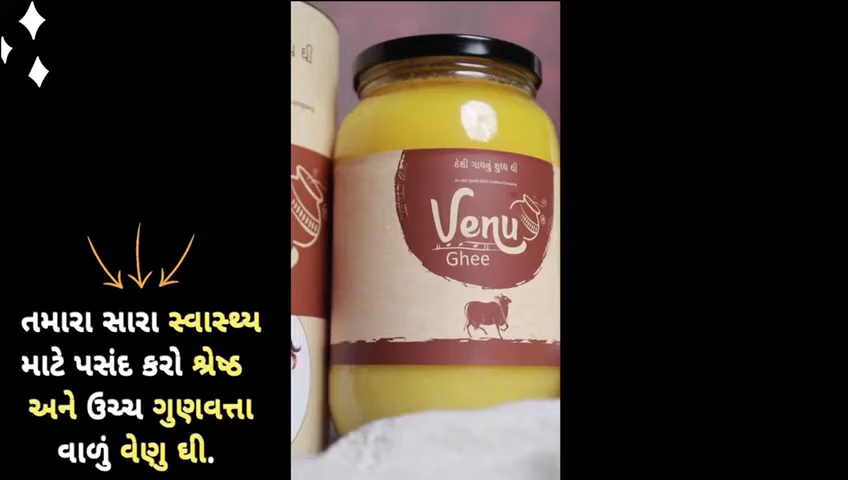 તમારા સારા સ્વાસ્થ્ય
માટે પસંદ કરો શ્રેષ્ઠ
અને ઉચ્ચ ગુણવત્તા
વાળું વેણુ ઘી.
ઘી
દેશી ગાયનું શુધ્ધ ઘી
Venu
Ghee